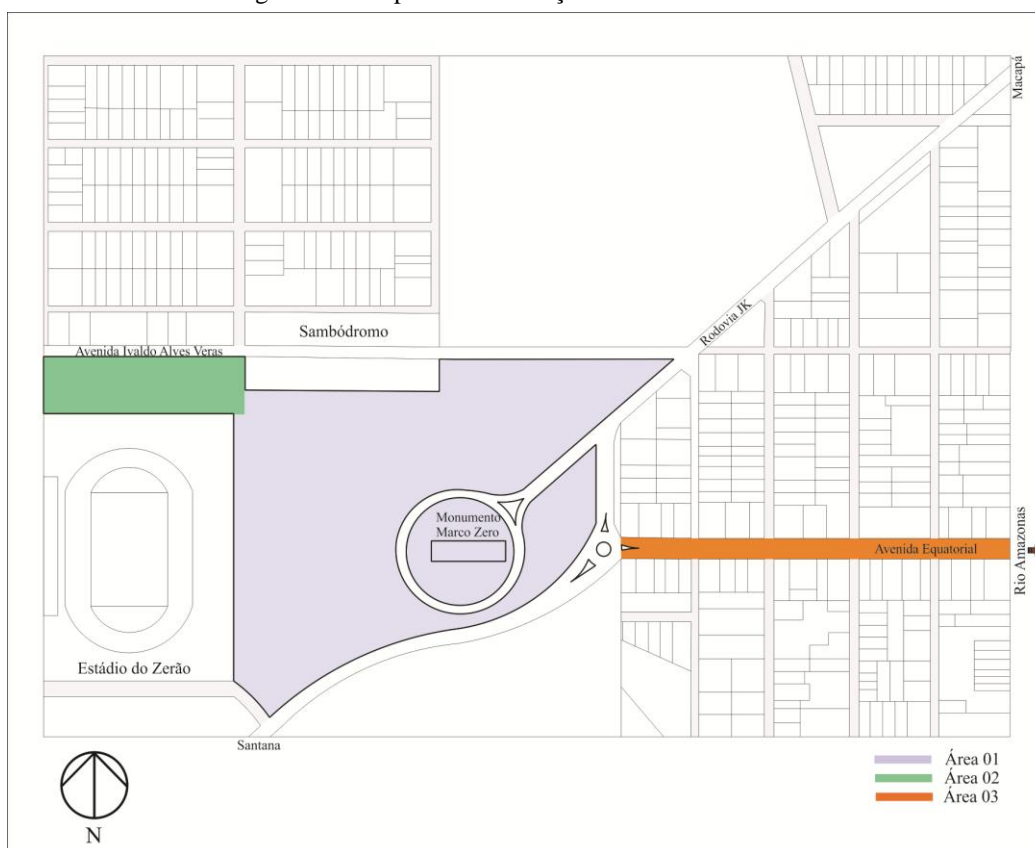 Macapá
Rodovia JK
Sambódromo
Avenida Ivaldo Alves Veras
Monumento
Marco Zero
Avenida Equatorial
Rio Amazonas
Estádio do Zerão
Santana
Área 01
Área 02
Área 03
N